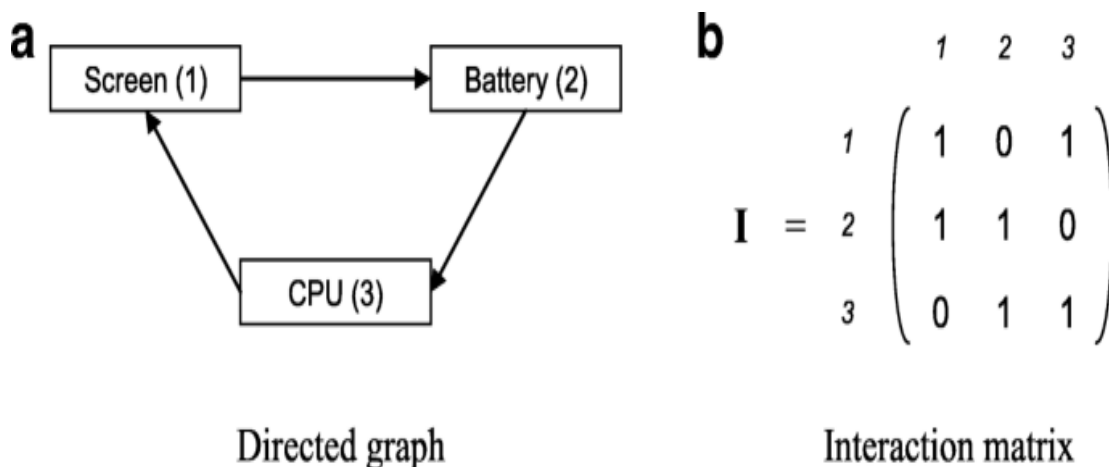 a
Screen (1)
Battery (2)
CPU (3)
Directed graph
b
1 2 3
1 1 0 1
I = 2 1 1 0
3 0 1 1
Interaction matrix